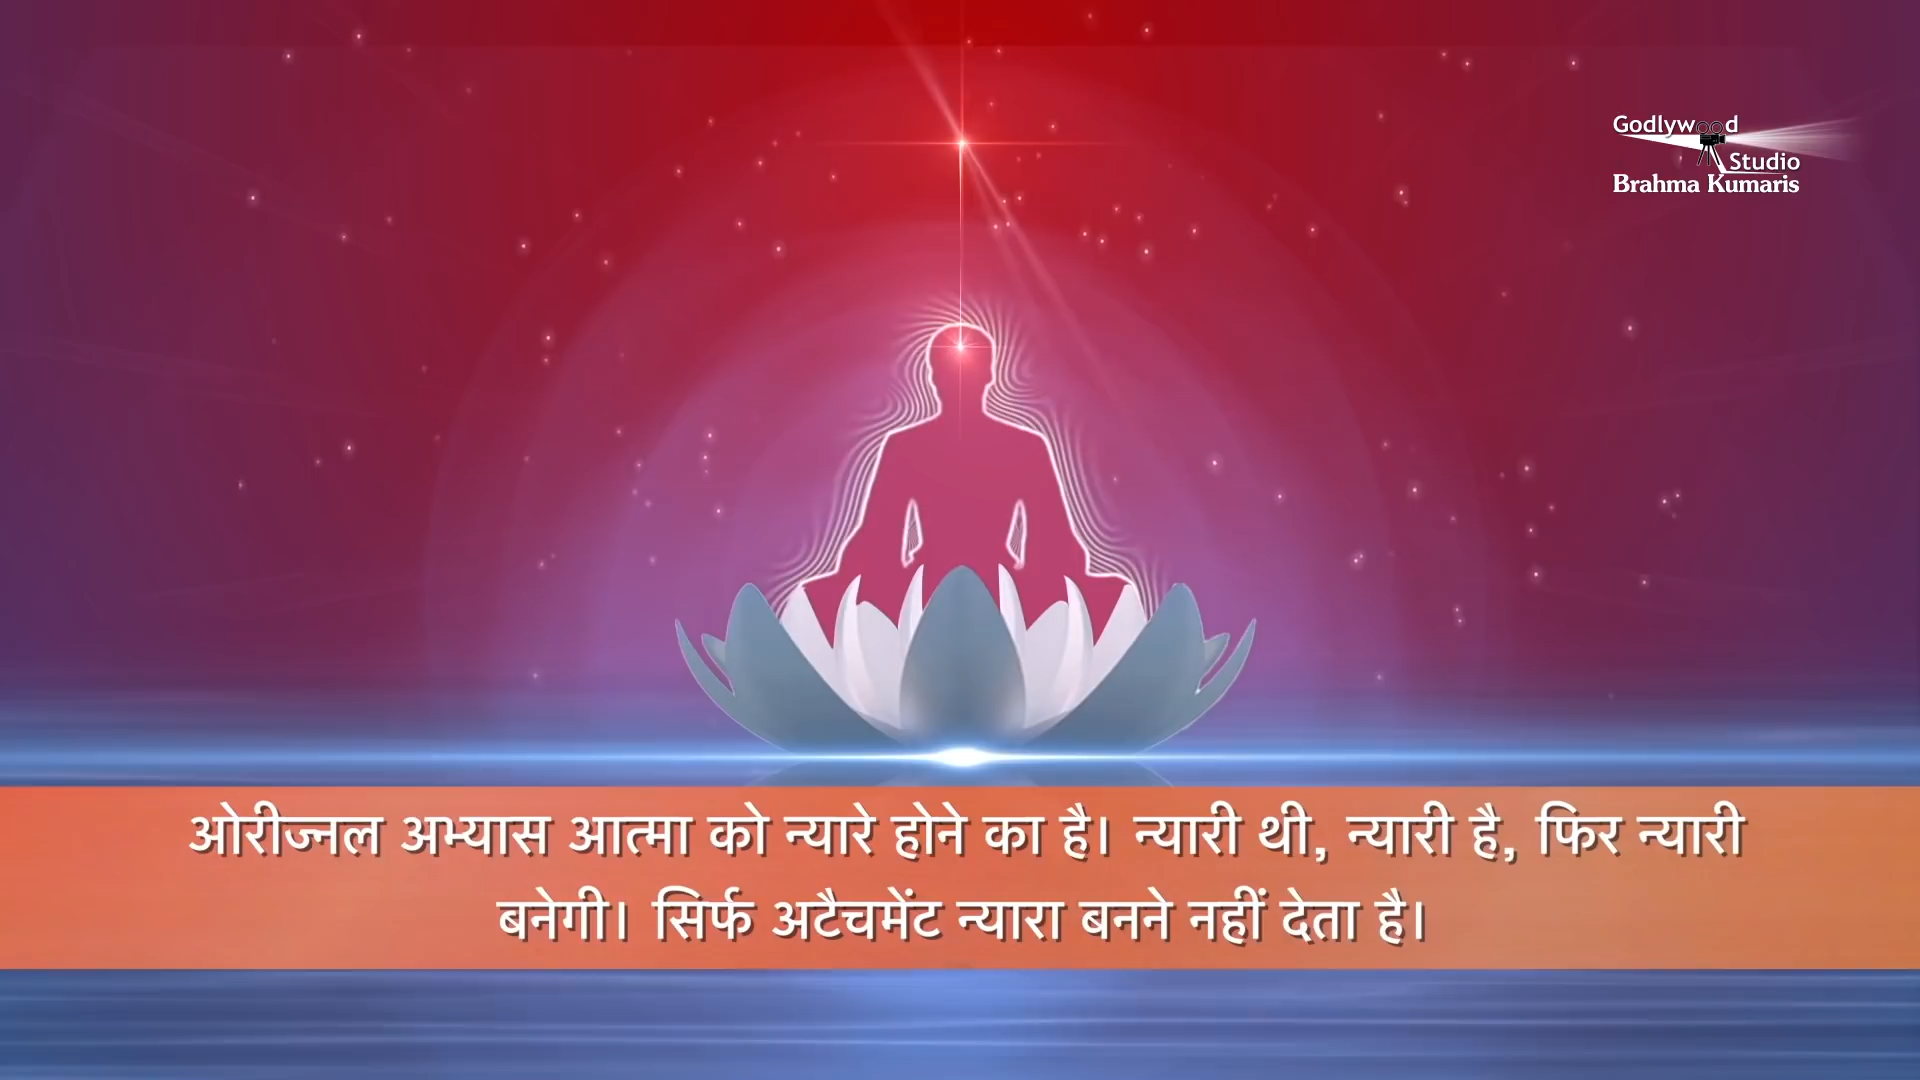 Godlywood
Studio
Brahma Kumaris
ओरीज्नल अभ्यास आत्मा को न्यारे होने का है। न्यारी थी, न्यारी है, फिर न्यारी
बनेगी। सिर्फ अटैचमेंट न्यारा बनने नहीं देता है।